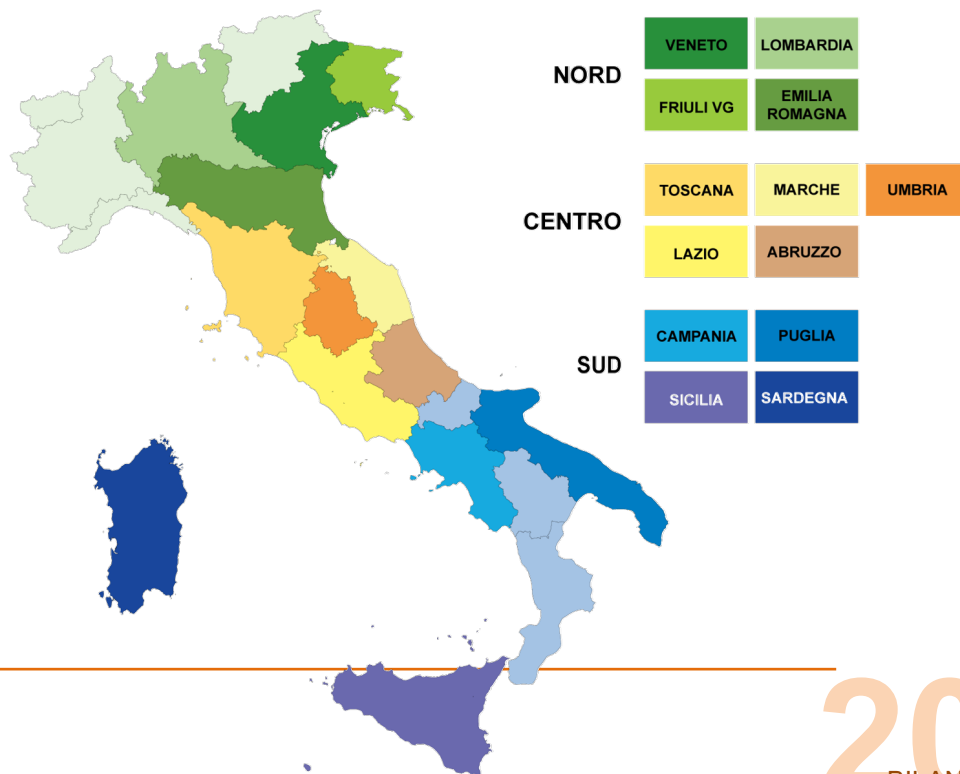 NORD
VENETO
LOMBARDIA
FRIULI VG
EMILIA
ROMAGNA
CENTRO
TOSCANA
MARCHE
UMBRIA
LAZIO
ABRUZZO
SUD
CAMPANIA
PUGLIA
SICILIA
SARDEGNA
20